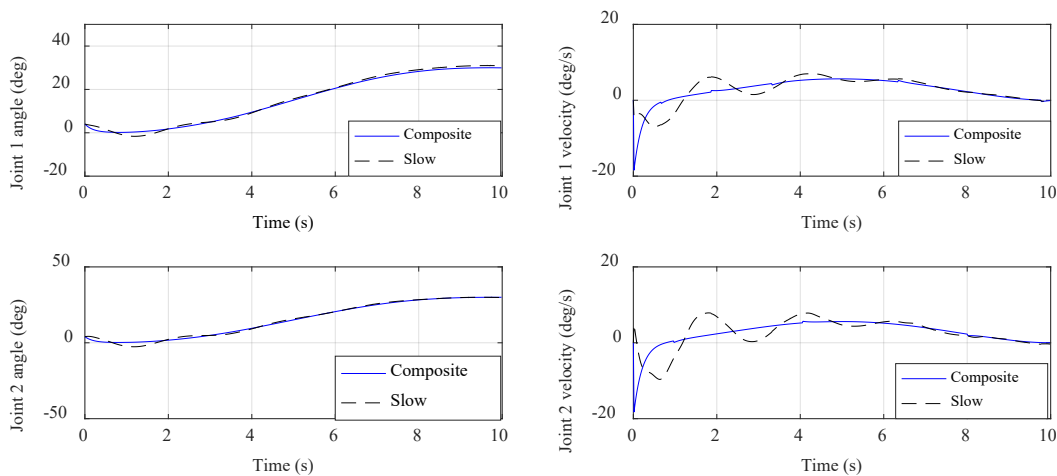 Joint 1 angle (deg)
40
20
0
-20
0 2 4 6 8 10
Time (s)
Composite
Slow
Joint 1 velocity (deg/s)
20
0
-20
0 2 4 6 8 10
Time (s)
Composite
Slow
Joint 2 angle (deg)
50
0
-50
0 2 4 6 8 10
Time (s)
Composite
Slow
Joint 2 velocity (deg/s)
20
0
-20
0 2 4 6 8 10
Time (s)
Composite
Slow